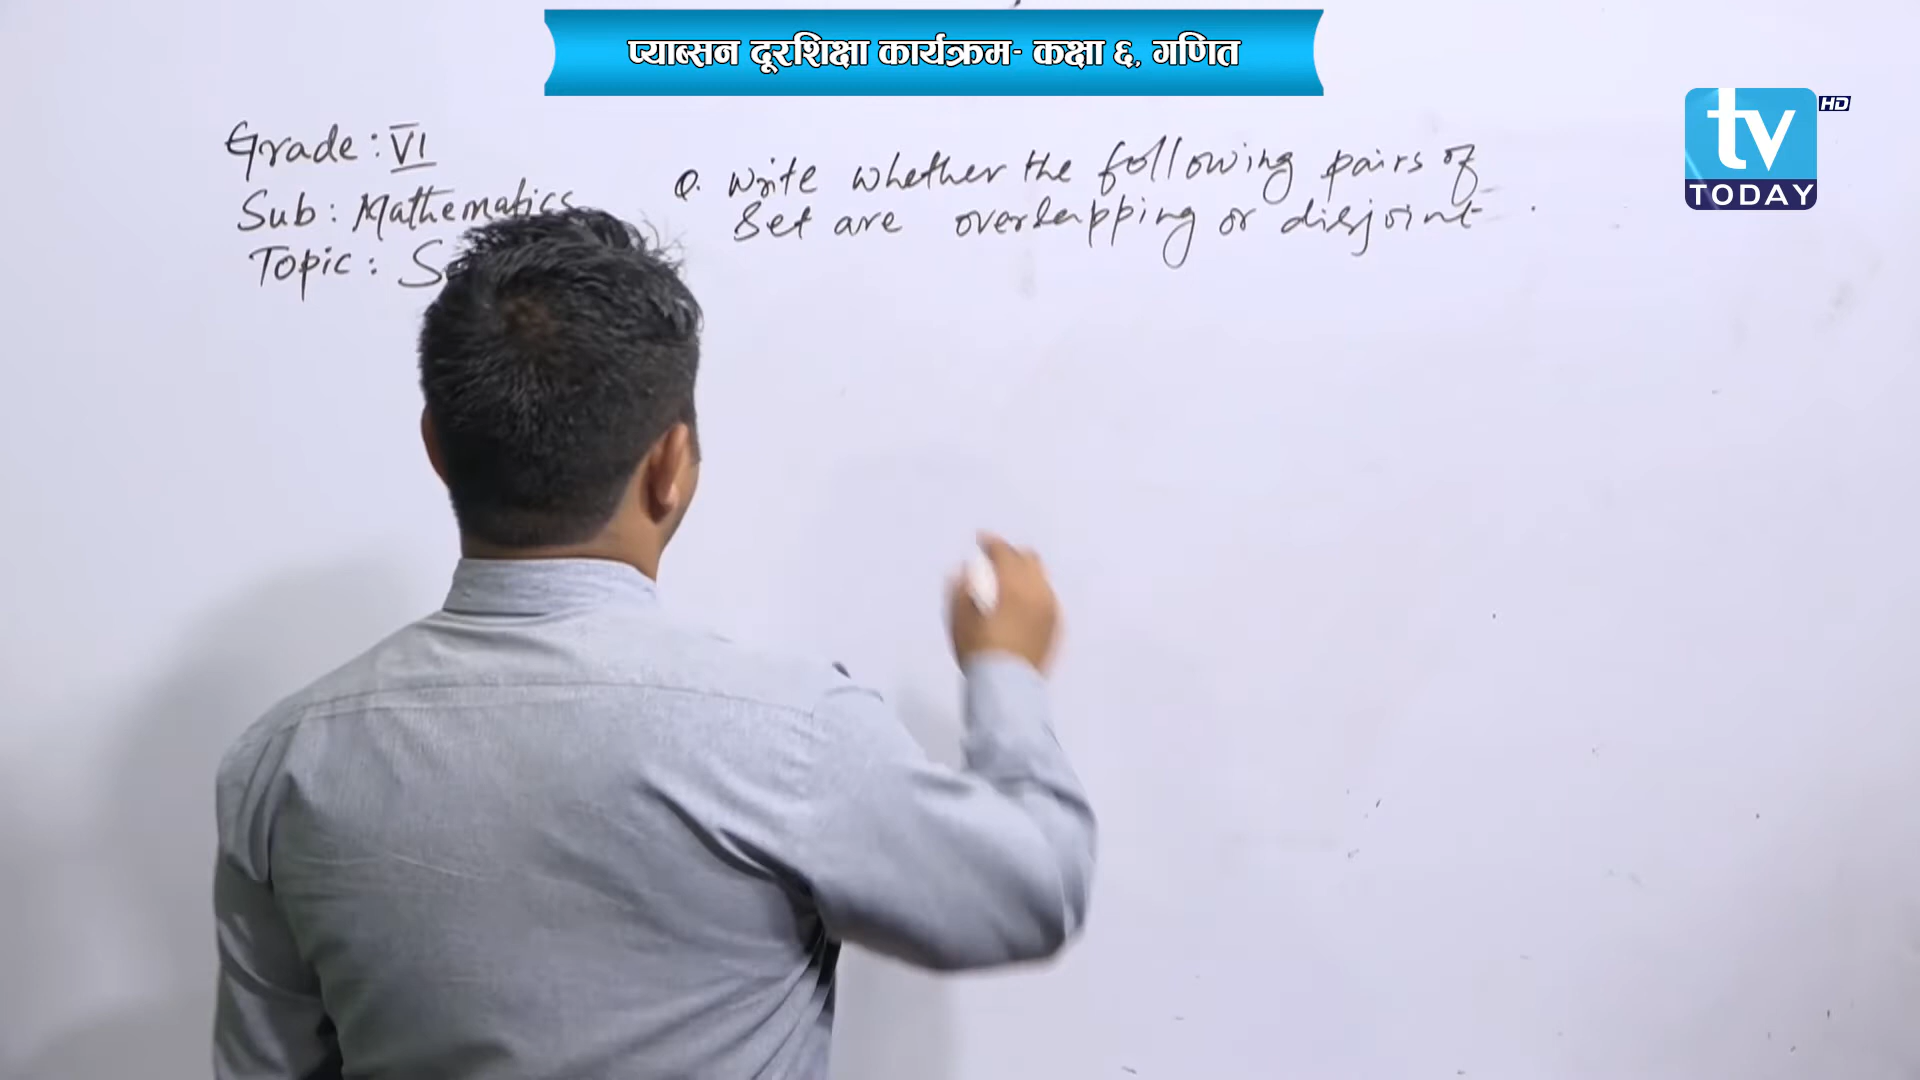 प्याब्सन दूरशिक्षा कार्यक्रम- कक्षा ६, गणित
tv HD
TODAY
Grade: VI
Sub: Mathematics
Topic:
Q. Write whether the following pairs of
Set are overlapping or disjoint.